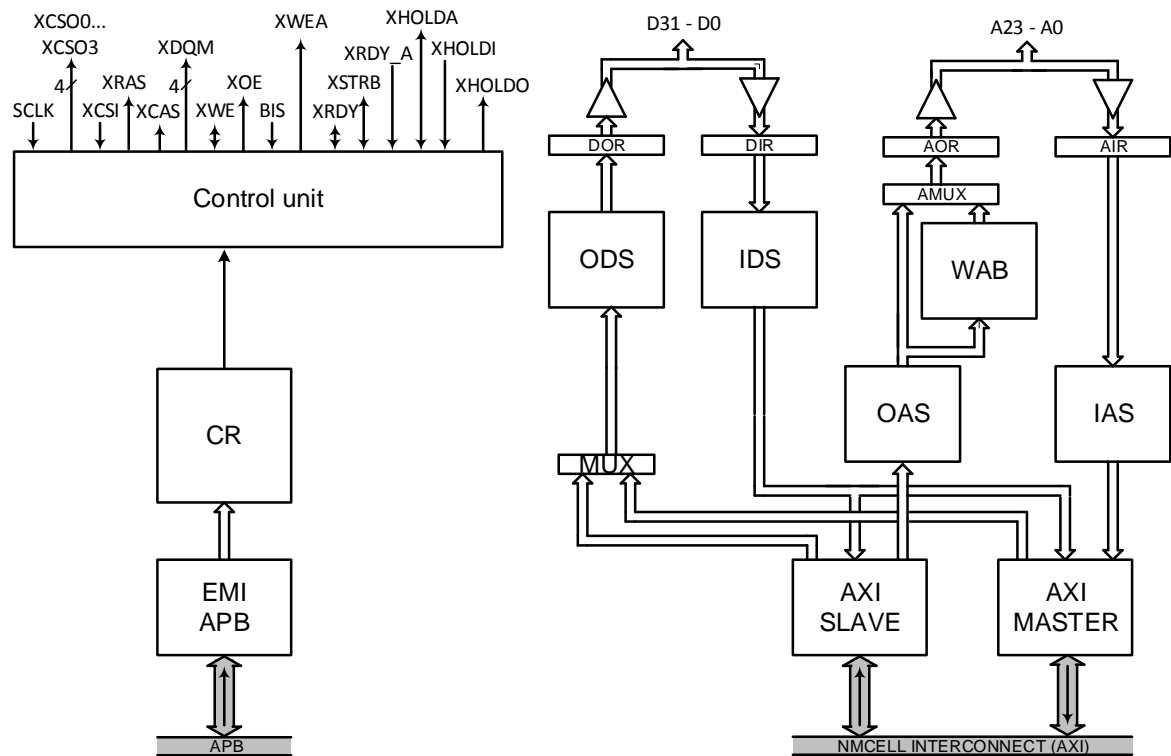 XCSO0...
XCSO3
XDQM
XWEA
XHOLDA
XRDY_A
XHOLDI
4
4
SCLK
XCSI
XRAS
XCAS
XWE
XOE
BIS
XRDY
XSTRB
XHOLDO
Control unit
CR
EMI
APB
APB
D31 - D0
A23 - A0
DOR
DIR
AOR
AIR
AMUX
ODS
IDS
WAB
OAS
IAS
MUX
AXI
SLAVE
AXI
MASTER
NMCELL INTERCONNECT (AXI)